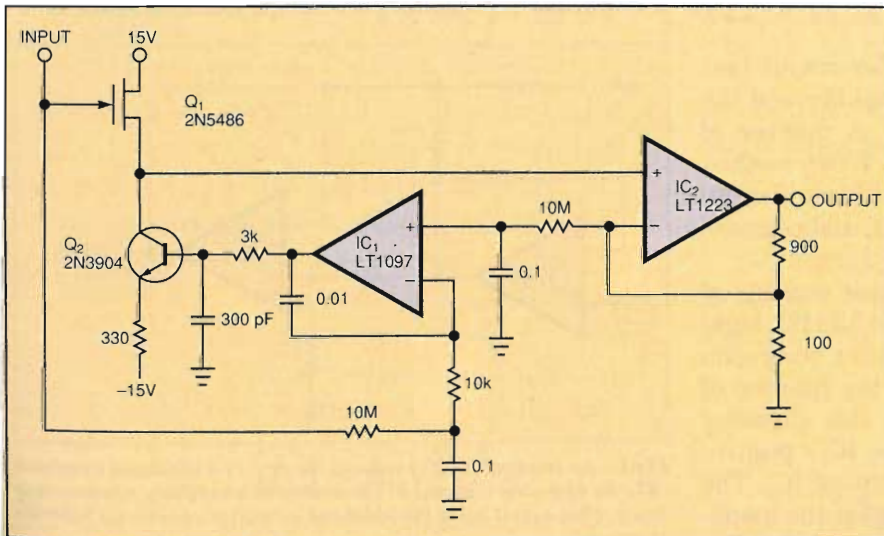 INPUT
15V
Q1
2N5486
Q2
2N3904
330
–15V
300 pF
3k
0.01
+
IC1
LT1097
–
10M
0.1
10k
10M
0.1
+
IC2
LT1223
–
OUTPUT
900
100